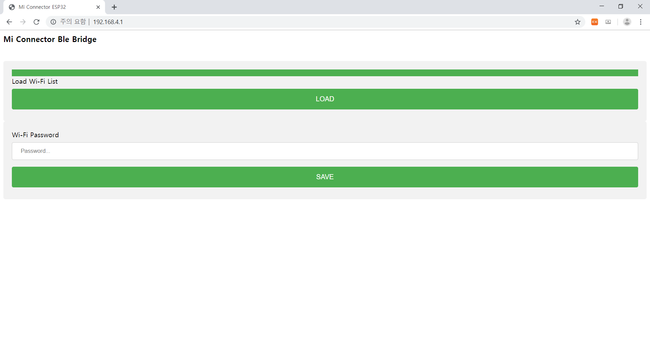 Mi Connector ESP32
주의 요함 | 192.168.4.1
Mi Connector Ble Bridge
Load Wi-Fi List
LOAD
Wi-Fi Password
Password...
SAVE